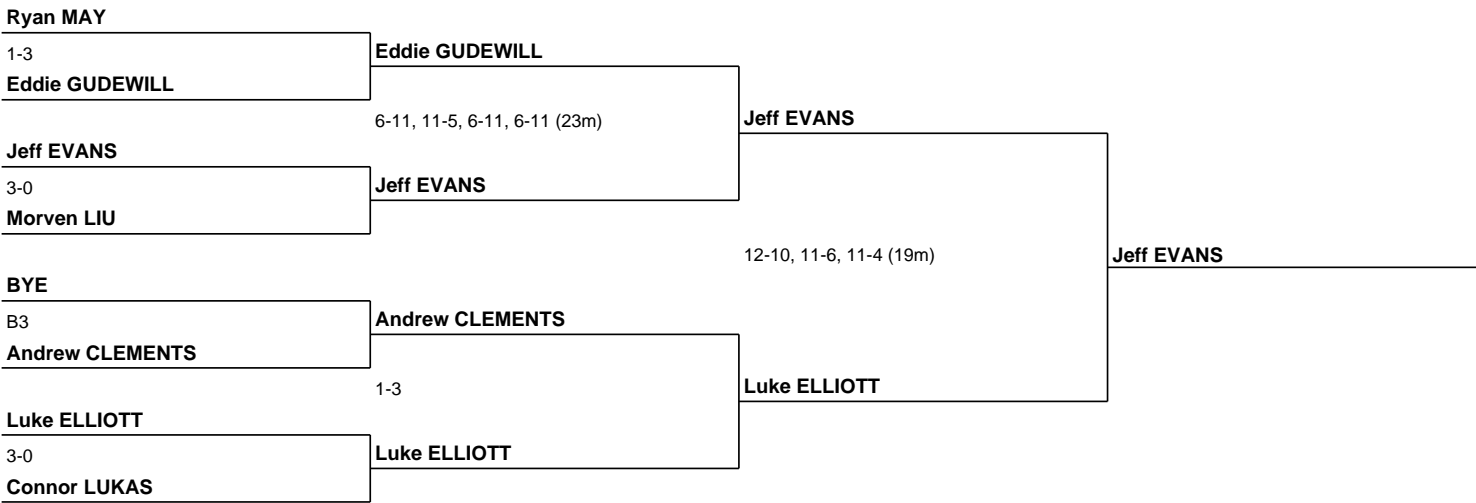 Ryan MAY
1-3
Eddie GUDEWILL
Eddie GUDEWILL
6-11, 11-5, 6-11, 6-11 (23m)
Jeff EVANS
Jeff EVANS
3-0
Jeff EVANS
Morven LIU
12-10, 11-6, 11-4 (19m)
Jeff EVANS
BYE
B3
Andrew CLEMENTS
Andrew CLEMENTS
1-3
Luke ELLIOTT
Luke ELLIOTT
3-0
Luke ELLIOTT
Connor LUKAS